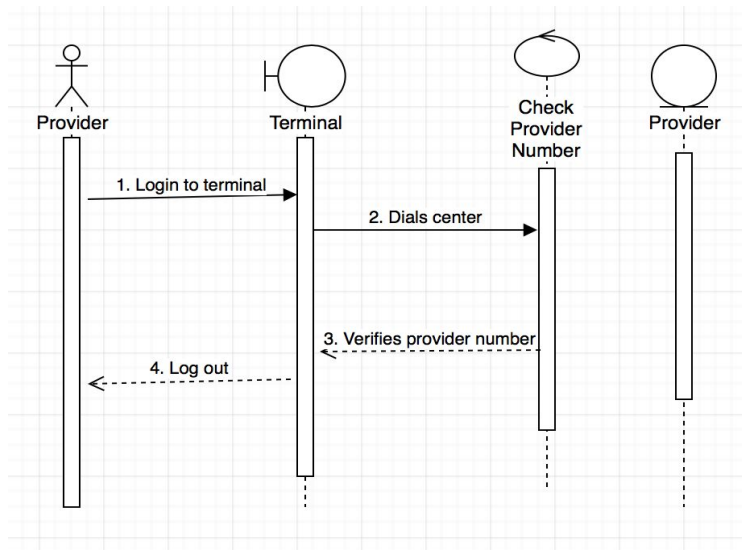 Provider
Terminal
Check
Provider
Number
Provider
1. Login to terminal
2. Dials center
3. Verifies provider number
4. Log out